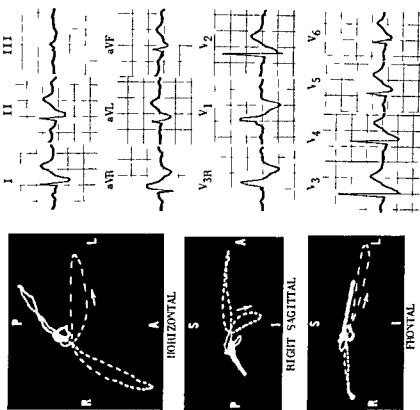 I II III
aVR aVL aVF
V3R V1 V2
V3 V4 V5 V6
P
R L
A
HORIZONTAL
S
P A
I
RIGHT SAGITTAL
S
R L
I
FRONTAL